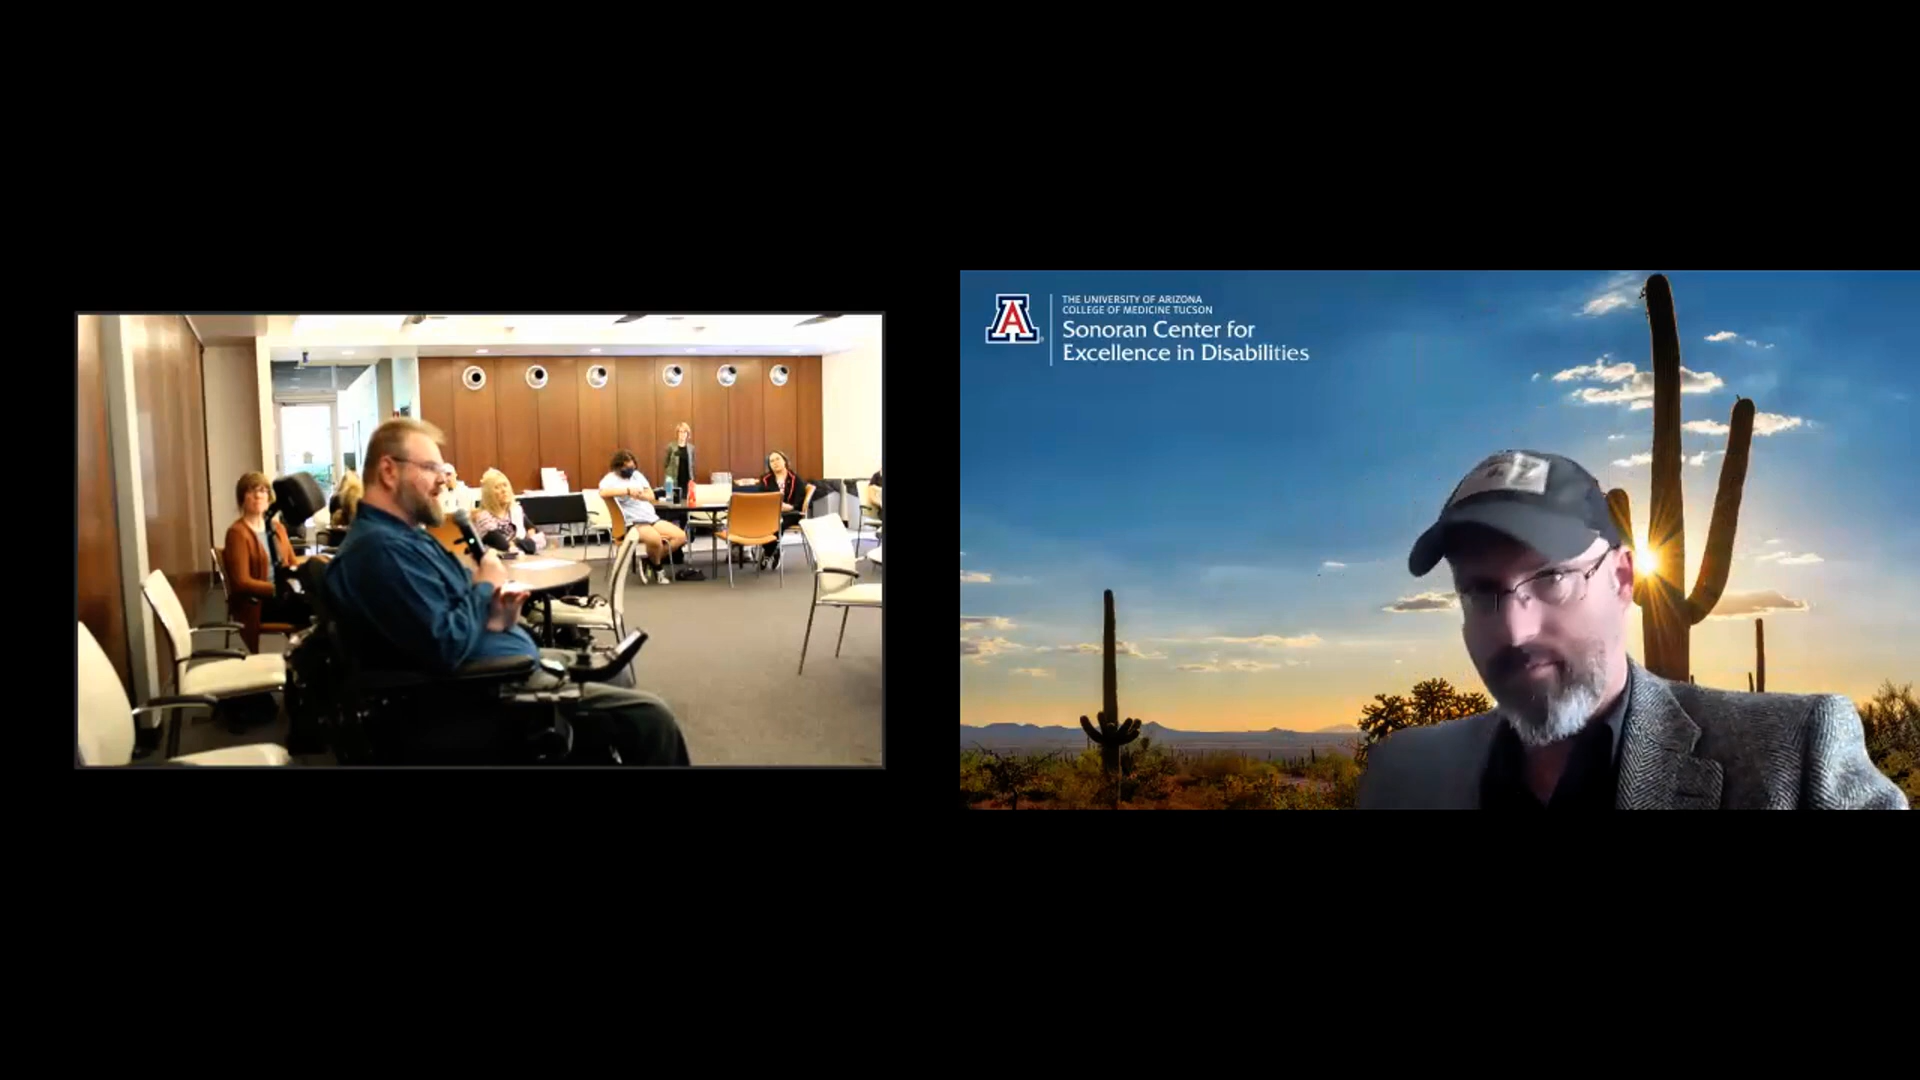 A
THE UNIVERSITY OF ARIZONA
COLLEGE OF MEDICINE TUCSON
Sonoran Center for
Excellence in Disabilities